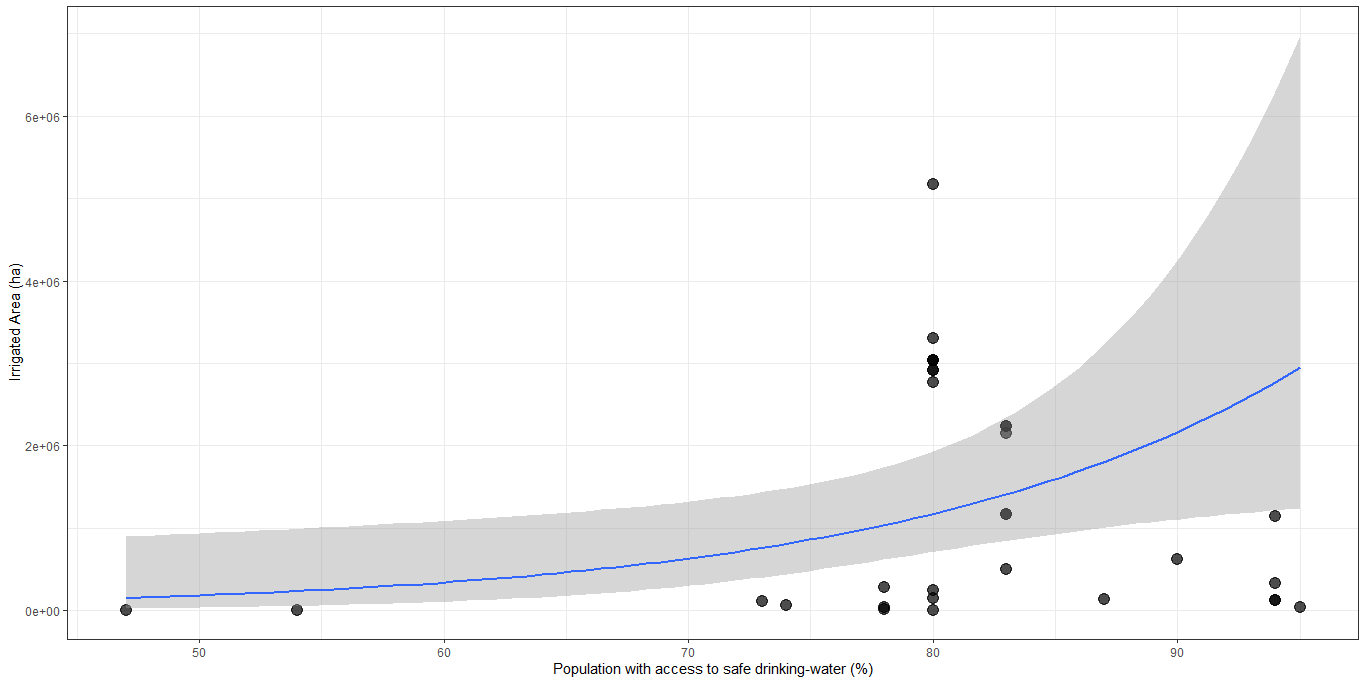 Irrigated Area (ha)
6e+06
4e+06
2e+06
0e+00
50 60 70 80 90
Population with access to safe drinking-water (%)